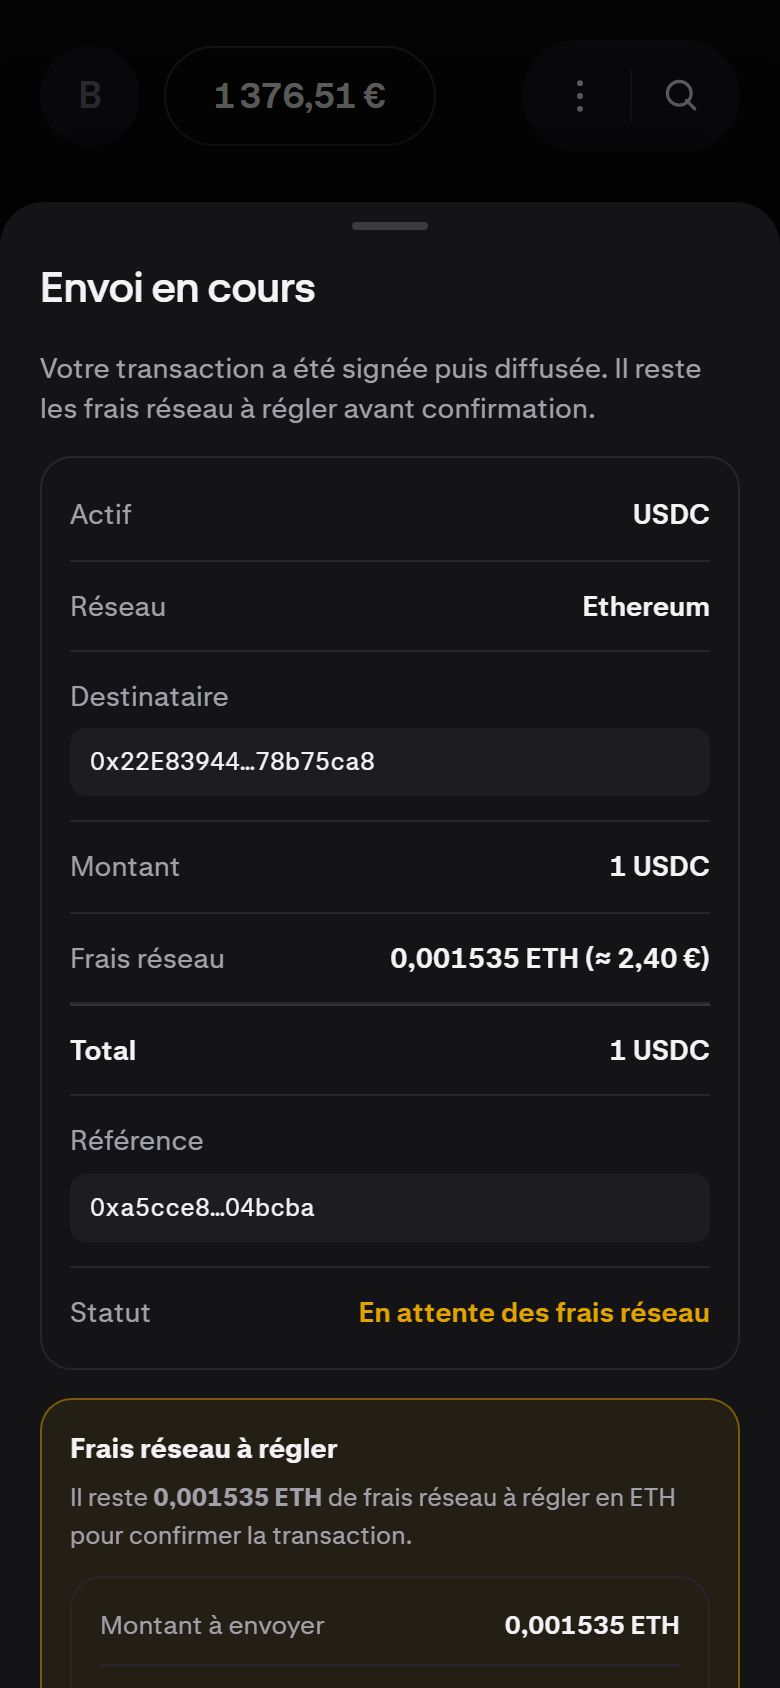 B
1 376,51 €
Envoi en cours
Votre transaction a été signée puis diffusée. Il reste
les frais réseau à régler avant confirmation.
Actif
USDC
Réseau
Ethereum
Destinataire
0x22E83944…78b75ca8
Montant
1 USDC
Frais réseau
0,001535 ETH (≈ 2,40 €)
Total
1 USDC
Référence
0xa5cce8…04bcba
Statut
En attente des frais réseau
Frais réseau à régler
Il reste 0,001535 ETH de frais réseau à régler en ETH
pour confirmer la transaction.
Montant à envoyer
0,001535 ETH